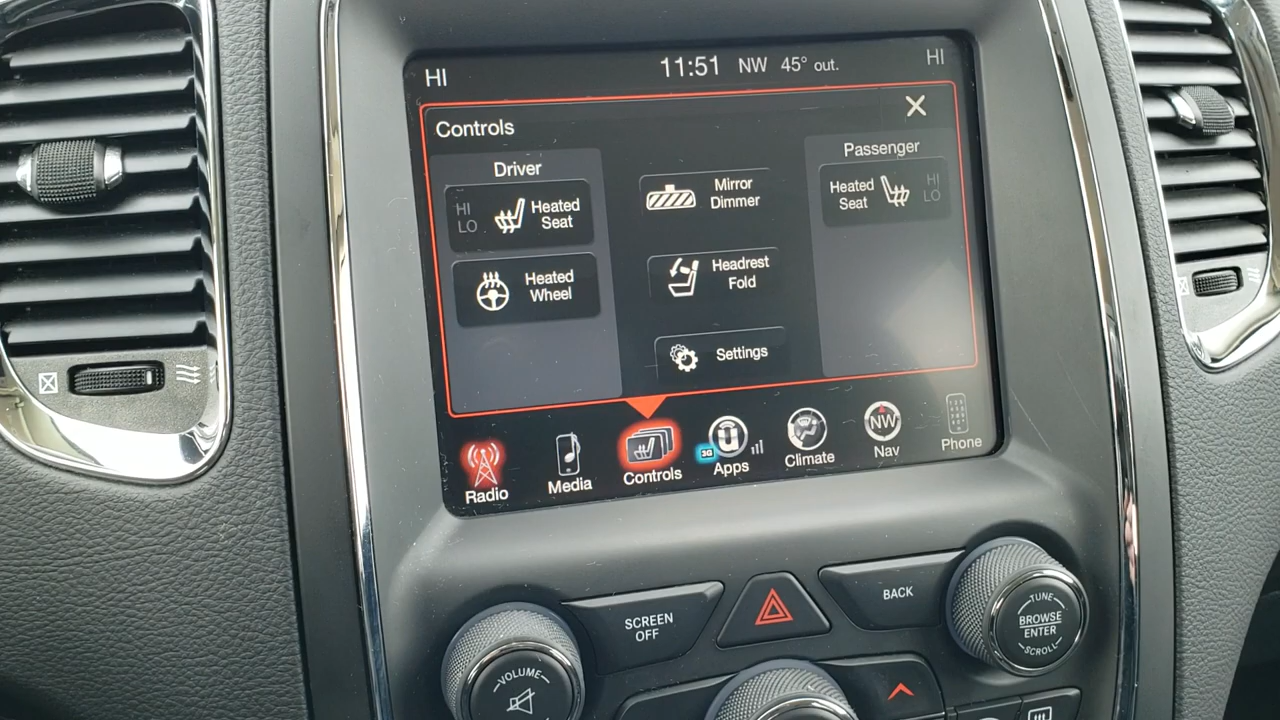 HI
11:51 NW 45° out.
HI
Controls
Driver
HI
LO
Heated
Seat
Heated
Wheel
Mirror
Dimmer
Headrest
Fold
Settings
Passenger
Heated
Seat
HI
LO
Radio
Media
Controls
3G
Apps
Climate
NW
Nav
Phone
SCREEN
OFF
BACK
VOLUME
TUNE
BROWSE
ENTER
SCROLL